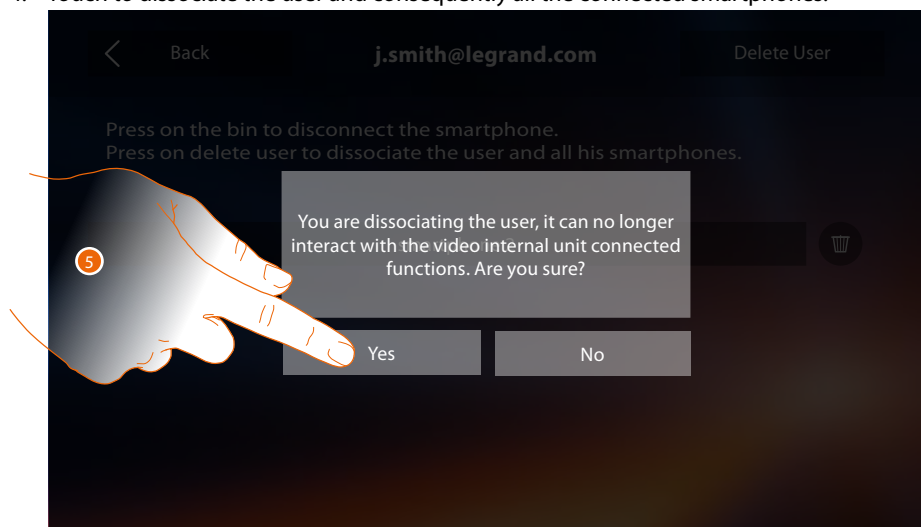 4. Touch to dissociate the user and consequently all the connected smartphones.
Back
j.smith@legrand.com
Delete User
Press on the bin to disconnect the smartphone.
Press on delete user to dissociate the user and all his smartphones.
You are dissociating the user, it can no longer
interact with the video internal unit connected
functions. Are you sure?
5
Yes
No